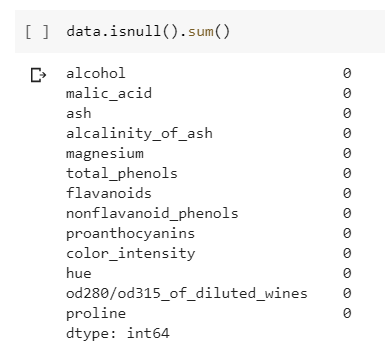 [ ] data.isnull().sum()
alcohol 0
malic_acid 0
ash 0
alcalinity_of_ash 0
magnesium 0
total_phenols 0
flavanoids 0
nonflavanoid_phenols 0
proanthocyanins 0
color_intensity 0
hue 0
od280/od315_of_diluted_wines 0
proline 0
dtype: int64